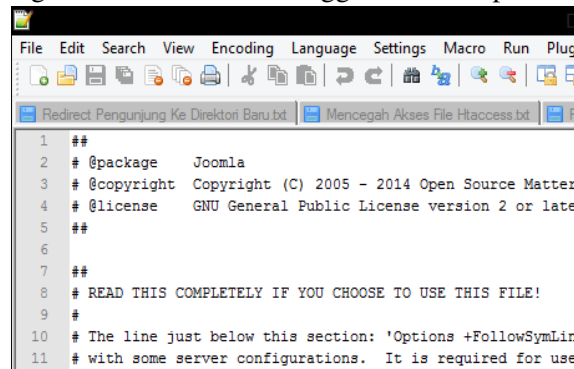 File Edit Search View Encoding Language Settings Macro Run Plug
Redirect Pengunjung Ke Direktori Baru.txt Mencegah Akses File Htaccess.txt
1 ##
2 # @package Joomla
3 # @copyright Copyright (C) 2005 - 2014 Open Source Matter
4 # @license GNU General Public License version 2 or late
5 ##
6
7 ##
8 # READ THIS COMPLETELY IF YOU CHOOSE TO USE THIS FILE!
9 #
10 # The line just below this section: 'Options +FollowSymLin
11 # with some server configurations. It is required for use